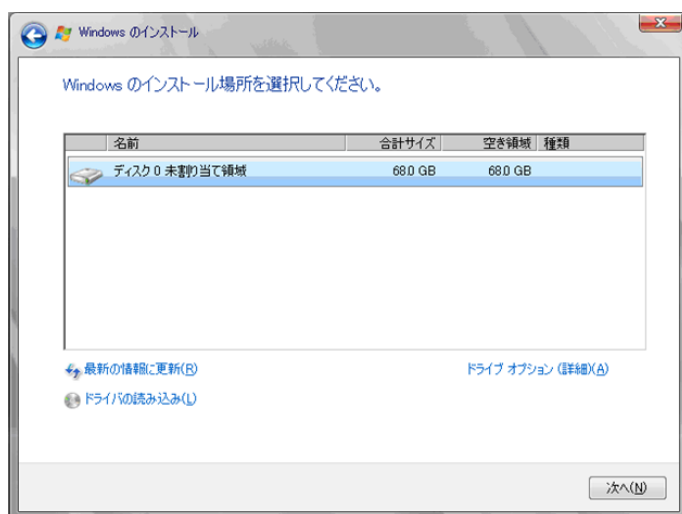 Windows のインストール
Windows のインストール場所を選択してください。
名前 合計サイズ 空き領域 種類
ディスク 0 未割り当て領域 68.0 GB 68.0 GB
最新の情報に更新(R) ドライブ オプション (詳細)(A)
ドライバの読み込み(L)
次へ(N)